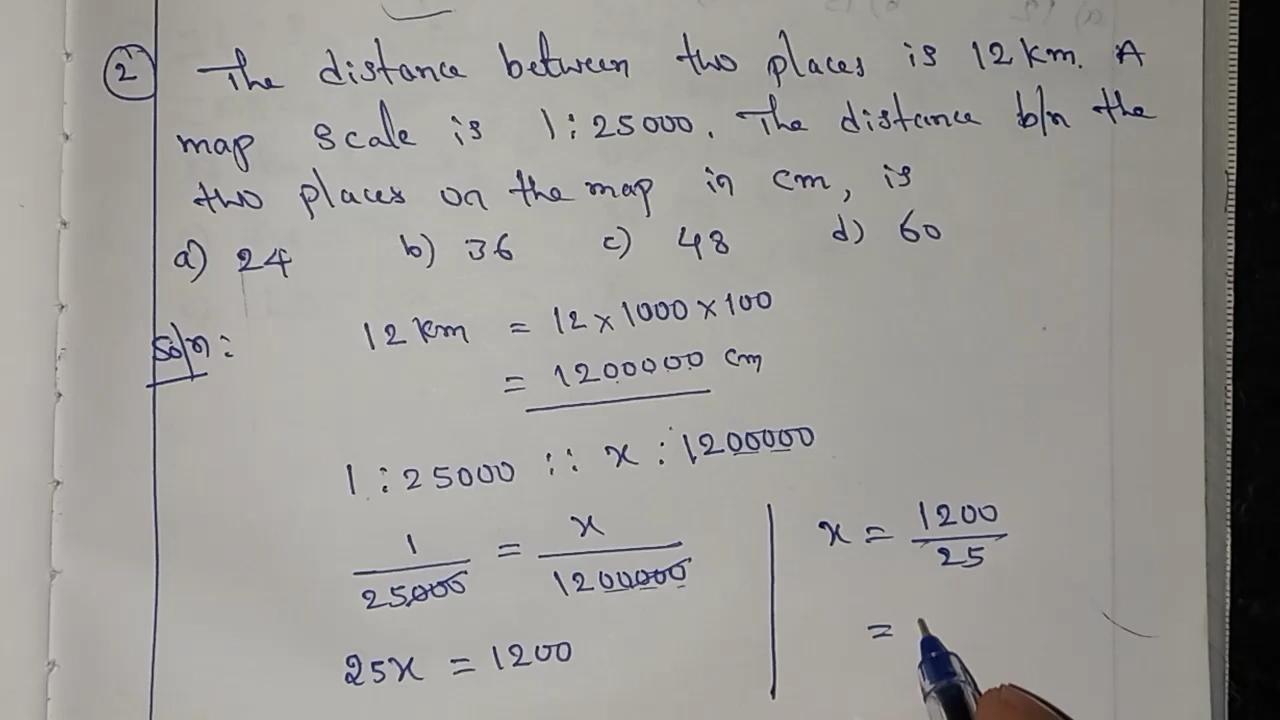 2 The distance between two places is 12 km. A
map scale is 1:25000. The distance b/n the
two places on the map in cm, is
a) 24 b) 36 c) 48 d) 60
Soln: 12 km = 12 x 1000 x 100
= 1200000 cm
1 : 25000 :: x : 1200000
1/25000 = x/1200000
25x = 1200
x = 1200/25
=